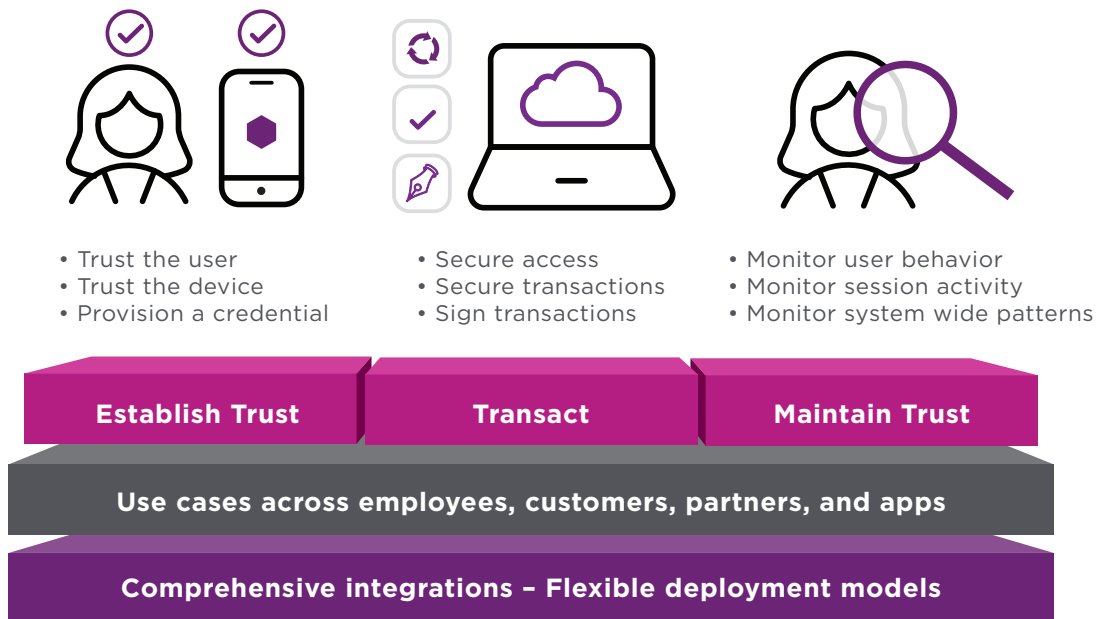 • Trust the user
• Trust the device
• Provision a credential
• Secure access
• Secure transactions
• Sign transactions
• Monitor user behavior
• Monitor session activity
• Monitor system wide patterns
Establish Trust
Transact
Maintain Trust
Use cases across employees, customers, partners, and apps
Comprehensive integrations – Flexible deployment models